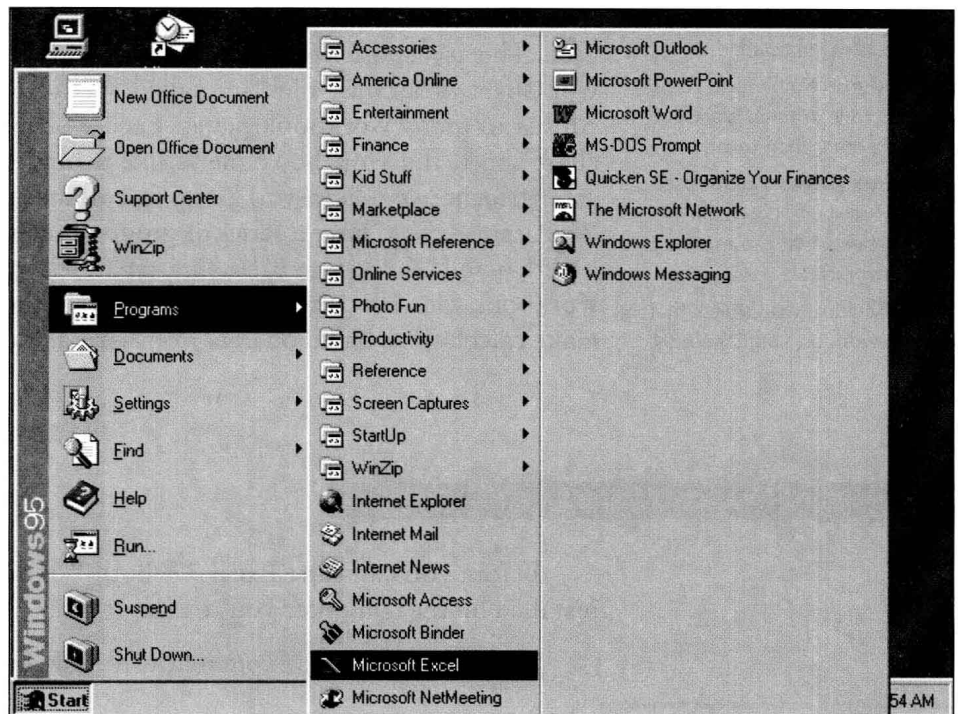 New Office Document
Open Office Document
Support Center
WinZip
Programs
Documents
Settings
Find
Help
Run...
Suspend
Shut Down...
Windows95
Start
Accessories
America Online
Entertainment
Finance
Kid Stuff
Marketplace
Microsoft Reference
Online Services
Photo Fun
Productivity
Reference
Screen Captures
StartUp
WinZip
Internet Explorer
Internet Mail
Internet News
Microsoft Access
Microsoft Binder
Microsoft Excel
Microsoft NetMeeting
Microsoft Outlook
Microsoft PowerPoint
Microsoft Word
MS-DOS Prompt
Quicken SE - Organize Your Finances
The Microsoft Network
Windows Explorer
Windows Messaging
54 AM